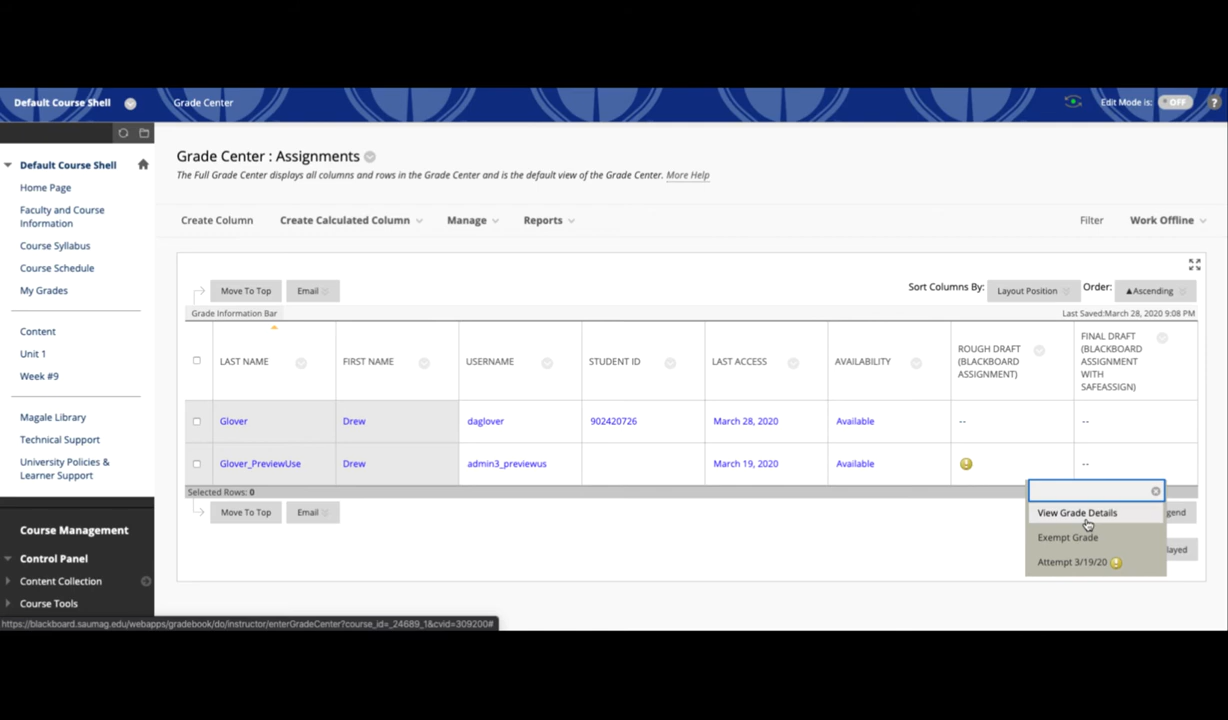 Default Course Shell
Grade Center
Edit Mode is:
OFF
?
Default Course Shell
Home Page
Faculty and Course
Information
Course Syllabus
Course Schedule
My Grades
Content
Unit 1
Week #9
Magale Library
Technical Support
University Policies &
Learner Support
Course Management
Control Panel
Content Collection
Course Tools
Grade Center : Assignments
The Full Grade Center displays all columns and rows in the Grade Center and is the default view of the Grade Center. More Help
Create Column
Create Calculated Column
Manage
Reports
Filter
Work Offline
Move To Top
Email
Sort Columns By:
Layout Position
Order:
▲Ascending
Grade Information Bar
Last Saved:March 28, 2020 9:08 PM
LAST NAME
FIRST NAME
USERNAME
STUDENT ID
LAST ACCESS
AVAILABILITY
ROUGH DRAFT
(BLACKBOARD
ASSIGNMENT)
FINAL DRAFT
(BLACKBOARD
ASSIGNMENT
WITH
SAFEASSIGN)
Glover
Drew
daglover
902420726
March 28, 2020
Available
--
--
Glover_PreviewUse
Drew
admin3_previewus
March 19, 2020
Available
--
Selected Rows: 0
Move To Top
Email
View Grade Details
Exempt Grade
Attempt 3/19/20
gend
ayed
https://blackboard.saumag.edu/webapps/gradebook/do/instructor/enterGradeCenter?course_id=_24689_1&cvid=309200#